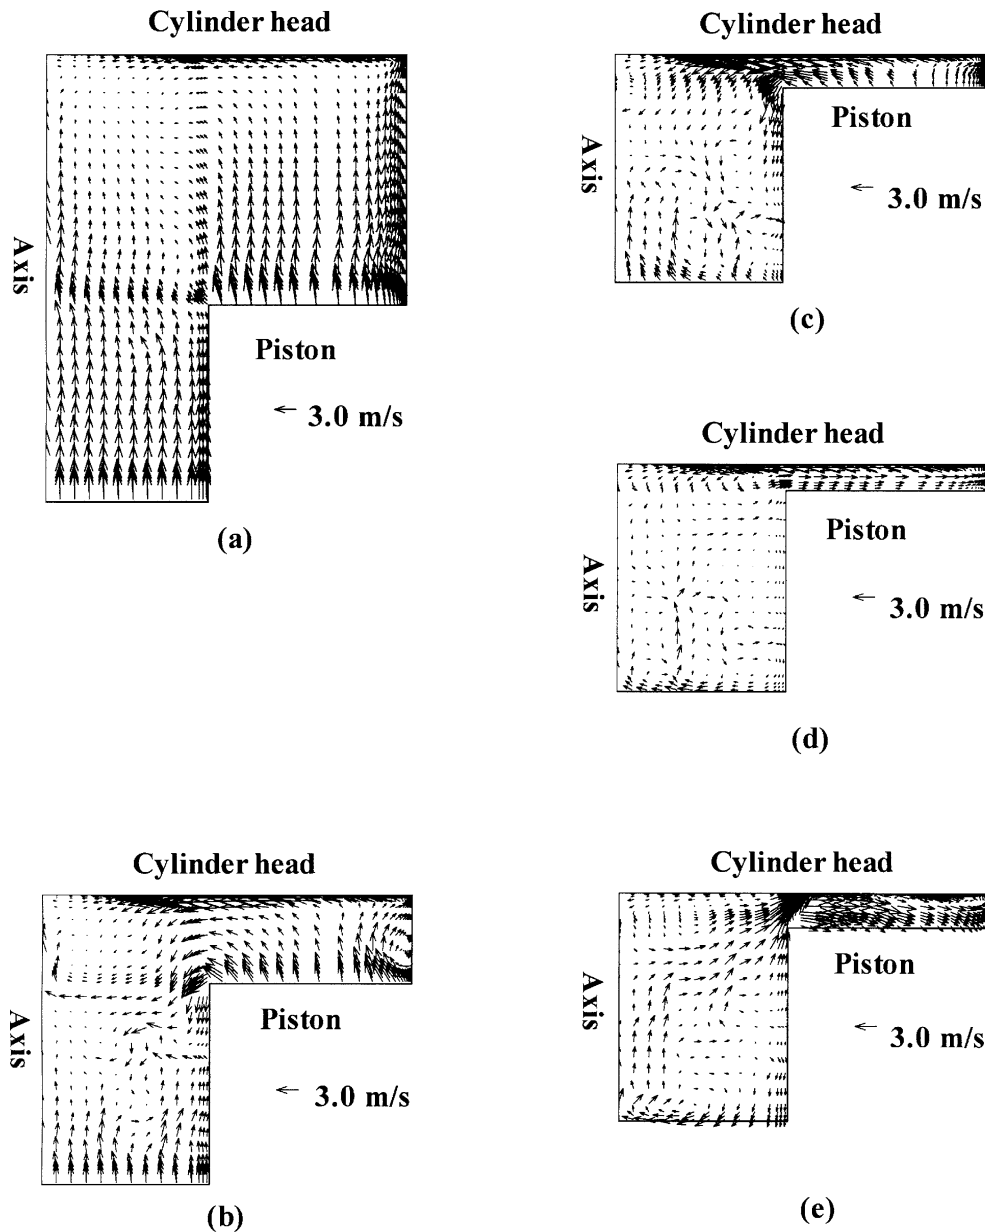 Cylinder head
Axis
Piston
3.0 m/s
(a)
Cylinder head
Axis
Piston
3.0 m/s
(b)
Cylinder head
Axis
Piston
3.0 m/s
(c)
Cylinder head
Axis
Piston
3.0 m/s
(d)
Cylinder head
Axis
Piston
3.0 m/s
(e)